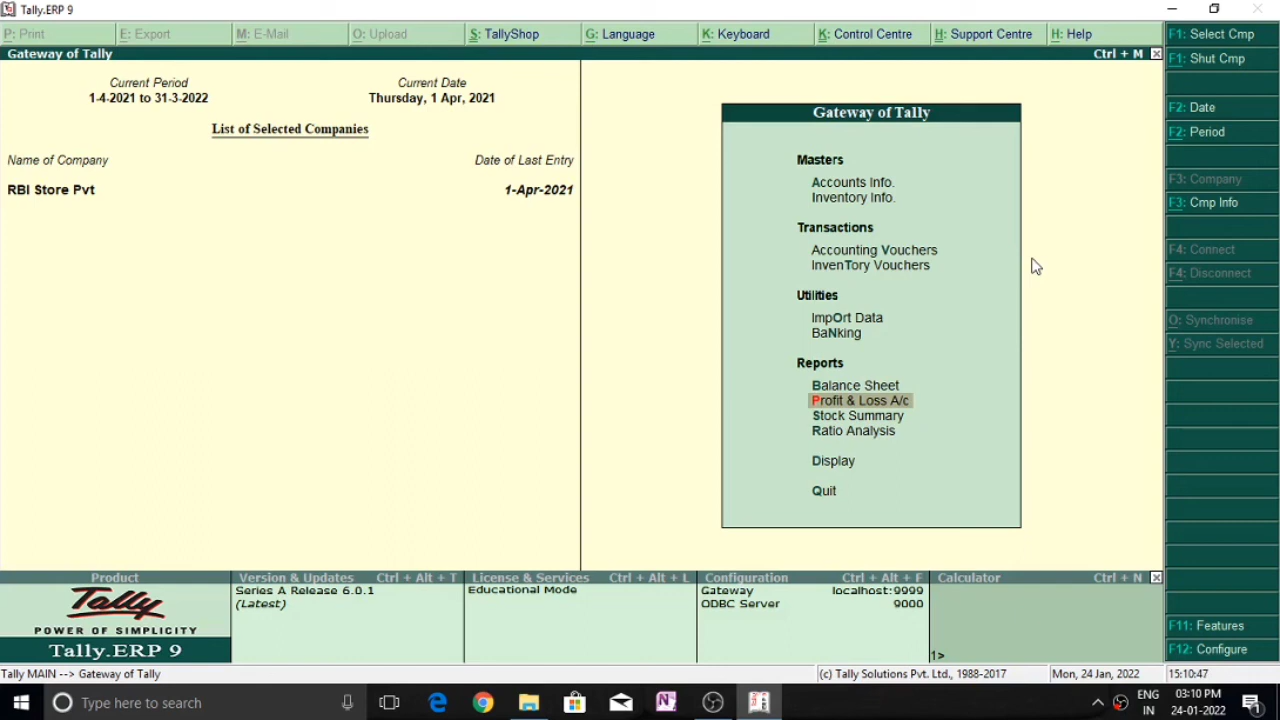 Tally.ERP 9
P: Print E: Export M: E-Mail O: Upload S: TallyShop G: Language K: Keyboard K: Control Centre H: Support Centre H: Help
Gateway of Tally Ctrl + M
Current Period Current Date
1-4-2021 to 31-3-2022 Thursday, 1 Apr, 2021
List of Selected Companies
Name of Company Date of Last Entry
RBI Store Pvt 1-Apr-2021
Gateway of Tally
Masters
Accounts Info.
Inventory Info.
Transactions
Accounting Vouchers
InvenTory Vouchers
Utilities
ImpOrt Data
BaNking
Reports
Balance Sheet
Profit & Loss A/c
Stock Summary
Ratio Analysis
Display
Quit
F1: Select Cmp
F1: Shut Cmp
F2: Date
F2: Period
F3: Company
F3: Cmp Info
F4: Connect
F4: Disconnect
O: Synchronise
Y: Sync Selected
F11: Features
F12: Configure
Product
Tally
POWER OF SIMPLICITY
Tally.ERP 9
Version & Updates Ctrl + Alt + T
Series A Release 6.0.1
(Latest)
License & Services Ctrl + Alt + L
Educational Mode
Configuration Ctrl + Alt + F
Gateway localhost:9999
ODBC Server 9000
Calculator Ctrl + N
1>
Tally MAIN --> Gateway of Tally (c) Tally Solutions Pvt. Ltd., 1988-2017 Mon, 24 Jan, 2022 15:10:47
Type here to search
ENG
IN
03:10 PM
24-01-2022
1